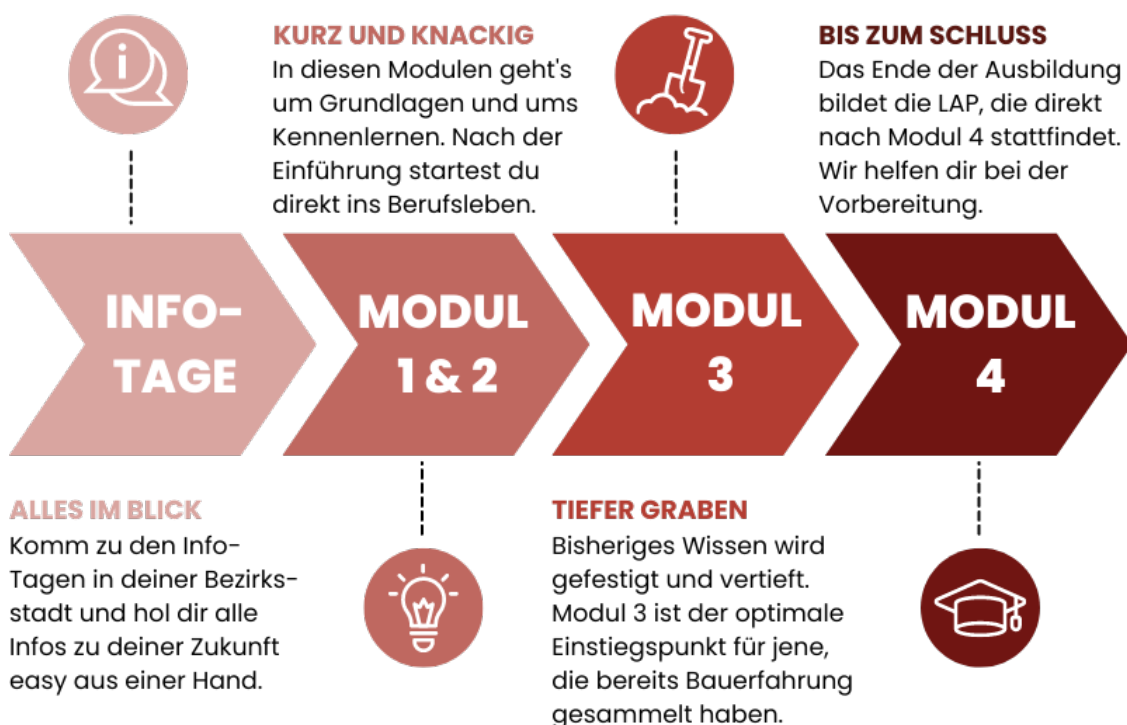 KURZ UND KNACKIG
In diesen Modulen geht's
um Grundlagen und ums
Kennenlernen. Nach der
Einführung startest du
direkt ins Berufsleben.
BIS ZUM SCHLUSS
Das Ende der Ausbildung
bildet die LAP, die direkt
nach Modul 4 stattfindet.
Wir helfen dir bei der
Vorbereitung.
INFO-
TAGE
MODUL
1 & 2
MODUL
3
MODUL
4
ALLES IM BLICK
Komm zu den Info-
Tagen in deiner Bezirks-
stadt und hol dir alle
Infos zu deiner Zukunft
easy aus einer Hand.
TIEFER GRABEN
Bisheriges Wissen wird
gefestigt und vertieft.
Modul 3 ist der optimale
Einstiegspunkt für jene,
die bereits Bauerfahrung
gesammelt haben.